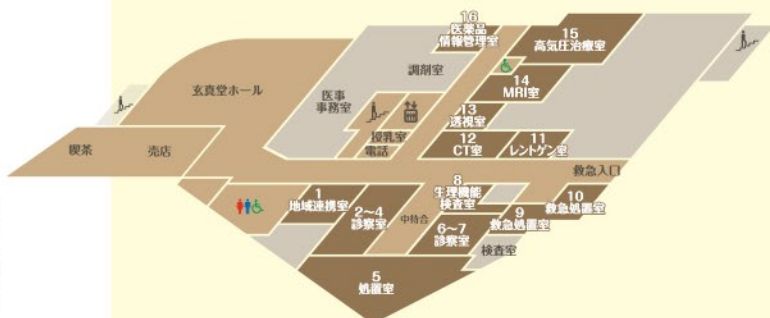 16
医薬品
情報管理室
15
高気圧治療室
調剤室
14
MRI室
玄真堂ホール
医事
事務室
13
透視室
授乳室
電話
12
CT室
11
レントゲン室
喫茶
売店
救急入口
8
生理機能
検査室
1
地域連携室
2〜4
診察室
中待合
6〜7
診察室
9
救急処置室
10
救急処置室
検査室
5
処置室